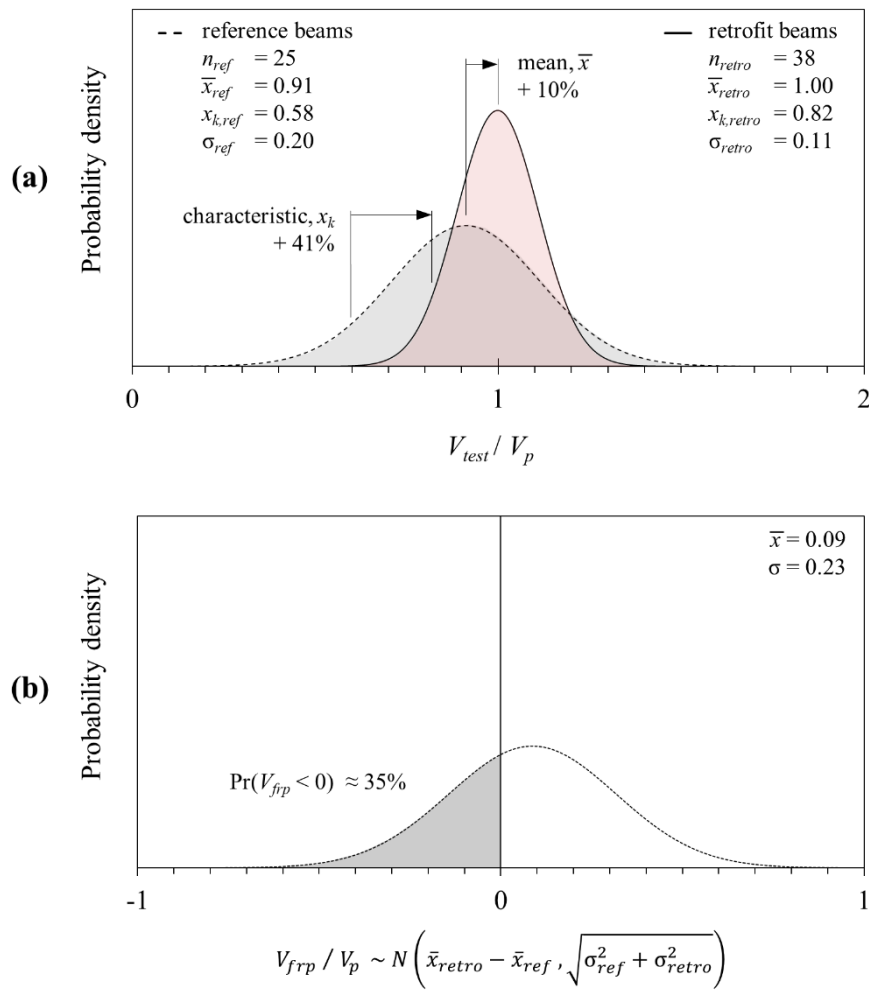 (a)
Probability density
reference beams
n_ref = 25
x̄_ref = 0.91
x_k,ref = 0.58
σ_ref = 0.20
mean, x̄
+ 10%
retrofit beams
n_retro = 38
x̄_retro = 1.00
x_k,retro = 0.82
σ_retro = 0.11
characteristic, x_k
+ 41%
0 1 2
V_test / V_p
(b)
Probability density
x̄ = 0.09
σ = 0.23
Pr(V_frp < 0) ≈ 35%
-1 0 1
V_frp / V_p ~ N(x̄_retro − x̄_ref , √(σ²_ref + σ²_retro))